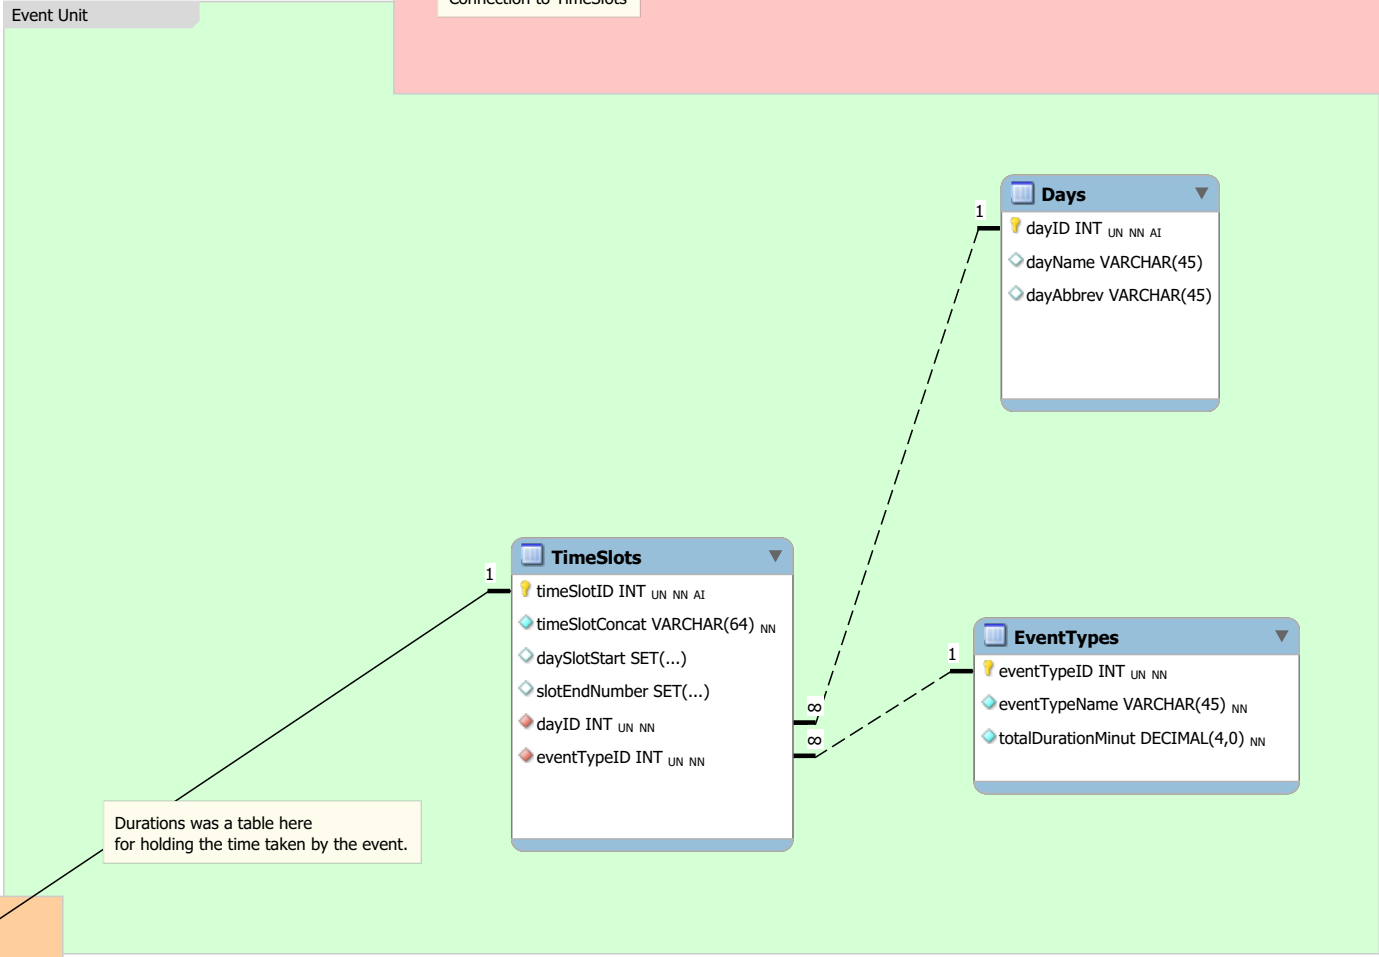 Connection to TimeSlots
Event Unit
Days
1
dayID INT UN NN AI
dayName VARCHAR(45)
dayAbbrev VARCHAR(45)
TimeSlots
1
timeSlotID INT UN NN AI
timeSlotConcat VARCHAR(64) NN
daySlotStart SET(...)
slotEndNumber SET(...)
dayID INT UN NN
∞
eventTypeID INT UN NN
∞
EventTypes
1
eventTypeID INT UN NN
eventTypeName VARCHAR(45) NN
totalDurationMinut DECIMAL(4,0) NN
Durations was a table here
for holding the time taken by the event.